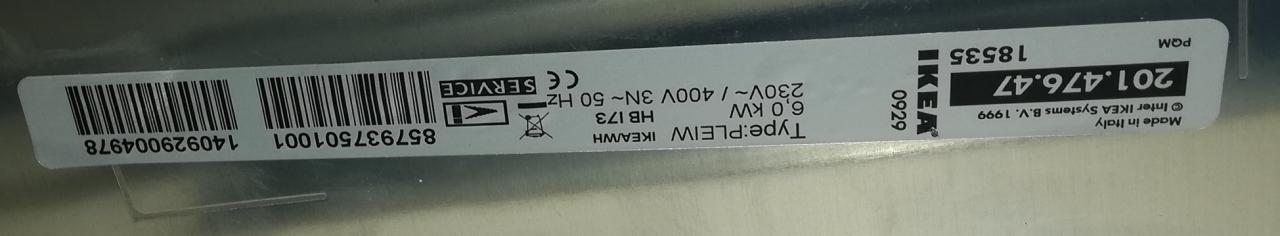 Made in Italy
© Inter IKEA Systems B.V. 1999
201.476.47
18535
PQM
IKEA
0929
Type:PLEIW IKEAWH
6,0 kW HB I73
230V~ / 400V 3N~ 50 Hz
CE
SERVICE
857937501001
140929004978